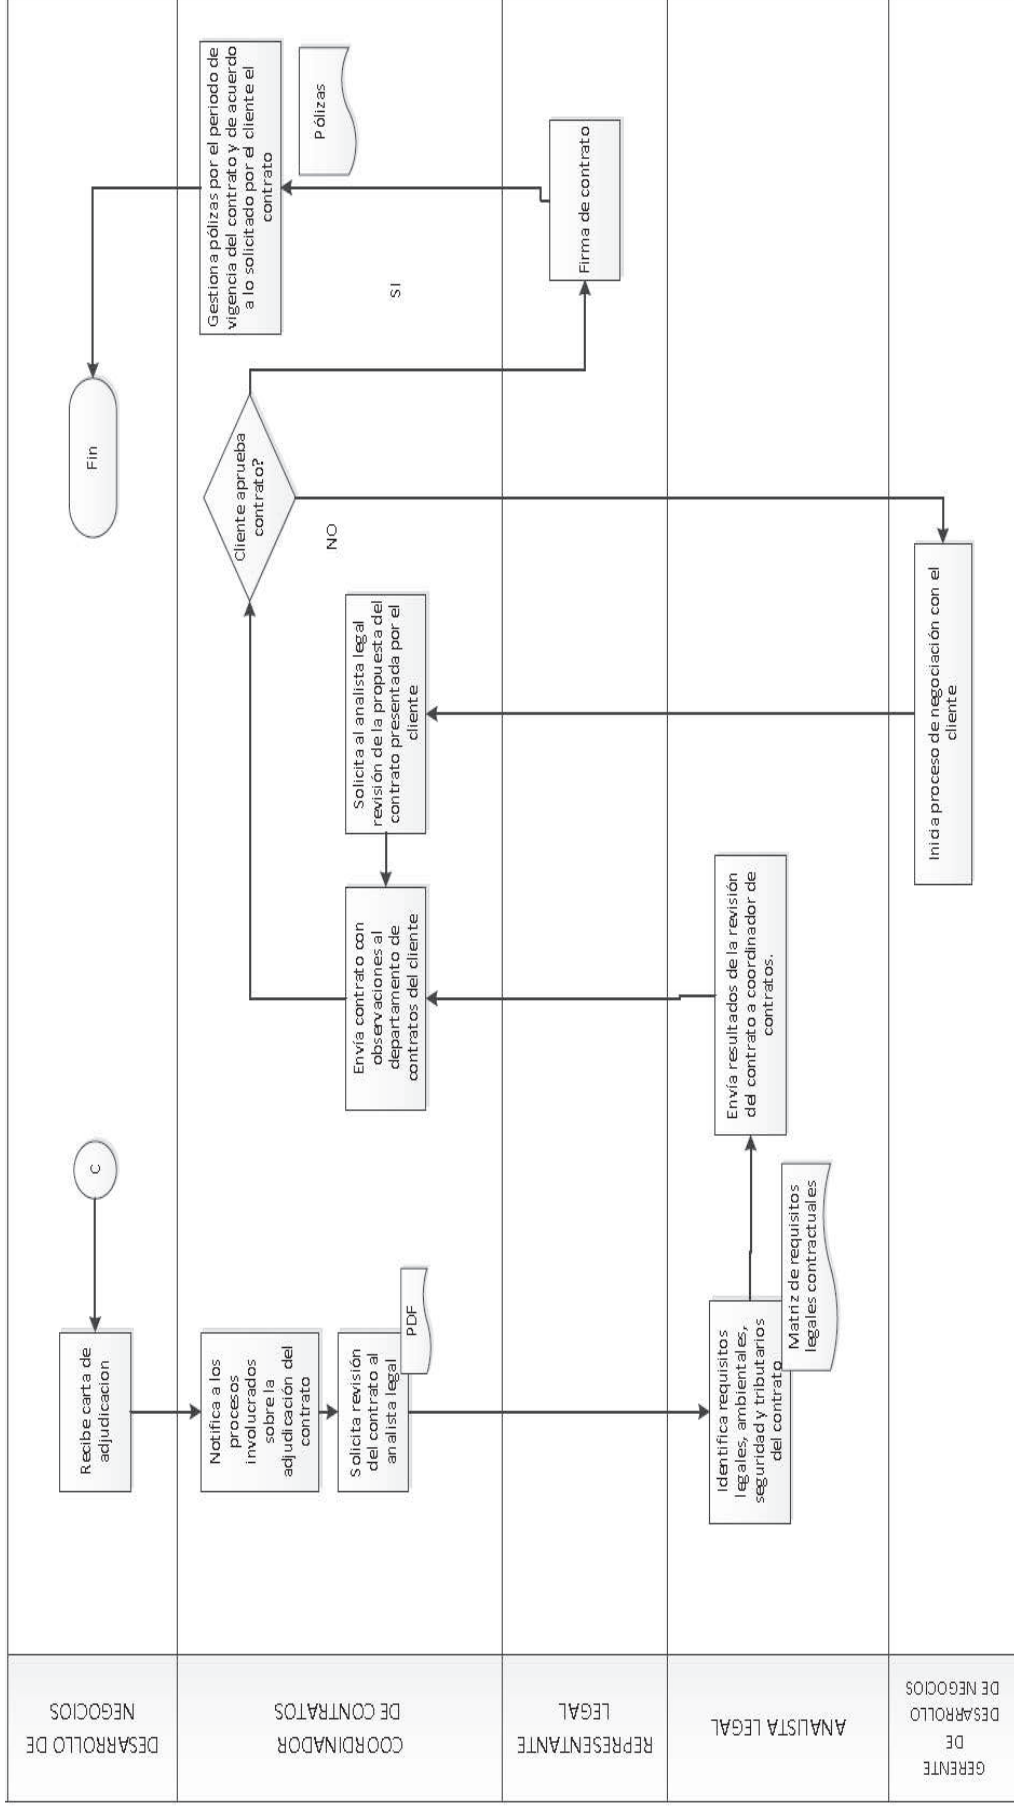 DESARROLLO DE
NEGOCIOS
C
Recibe carta de
adjudicacion
Fin
COORDINADOR
DE CONTRATOS
Notifica a los
procesos
involucrados
sobre la
adjudicación del
contrato
Solicita revisión
del contrato al
analista legal
PDF
Envía contrato con
observaciones al
departamento de
contratos del cliente
Solicita al analista legal
revisión de la propuesta del
contrato presentada por el
cliente
Cliente aprueba
contrato?
NO
SI
Gestiona pólizas por el periodo de
vigencia del contrato y de acuerdo
a lo solicitado por el cliente el
contrato
Pólizas
REPRESENTANTE
LEGAL
Firma de contrato
ANALISTA LEGAL
Identifica requisitos
legales, ambientales,
seguridad y tributarios
del contrato
Matriz de requisitos
legales contractuales
Envía resultados de la revisión
del contrato a coordinador de
contratos.
GERENTE
DE
DESARROLLO
DE NEGOCIOS
Inicia proceso de negociación con el
cliente